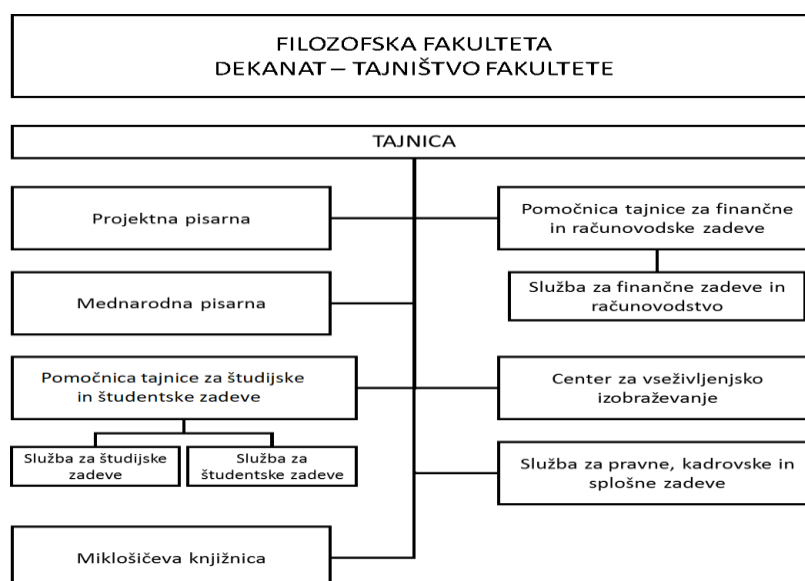 FILOZOFSKA FAKULTETA
DEKANAT – TAJNIŠTVO FAKULTETE
TAJNICA
Projektna pisarna
Pomočnica tajnice za finančne
in računovodske zadeve
Služba za finančne zadeve in
računovodstvo
Mednarodna pisarna
Pomočnica tajnice za študijske
in študentske zadeve
Služba za študijske
zadeve
Služba za
študentske zadeve
Center za vseživljenjsko
izobraževanje
Služba za pravne, kadrovske in
splošne zadeve
Miklošičeva knjižnica